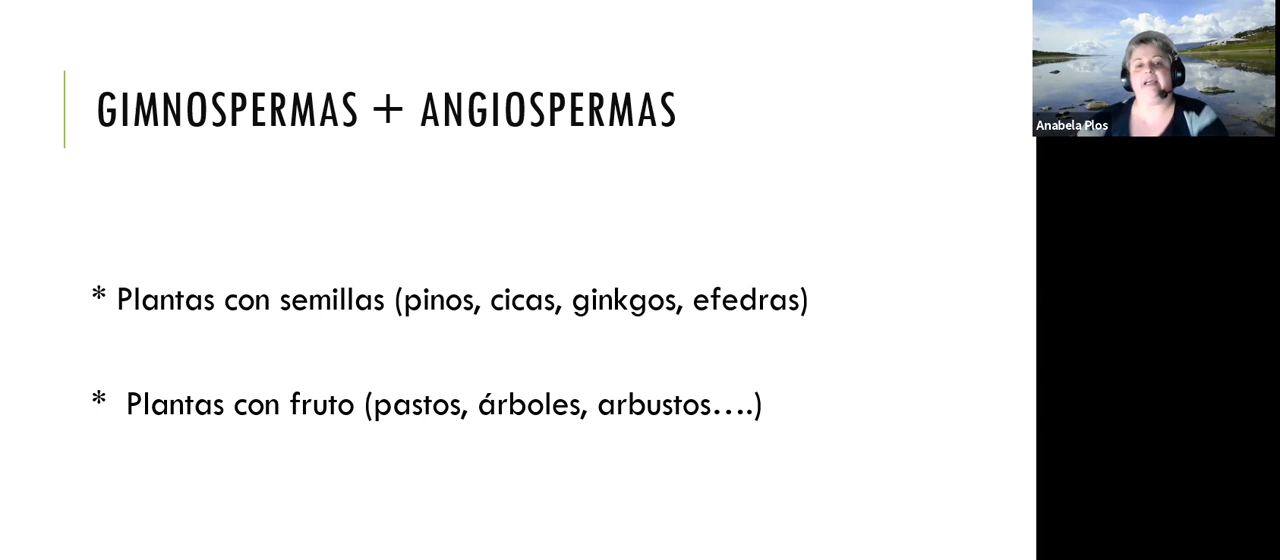 GIMNOSPERMAS + ANGIOSPERMAS
Anabela Plos
* Plantas con semillas (pinos, cicas, ginkgos, efedras)
* Plantas con fruto (pastos, árboles, arbustos....)